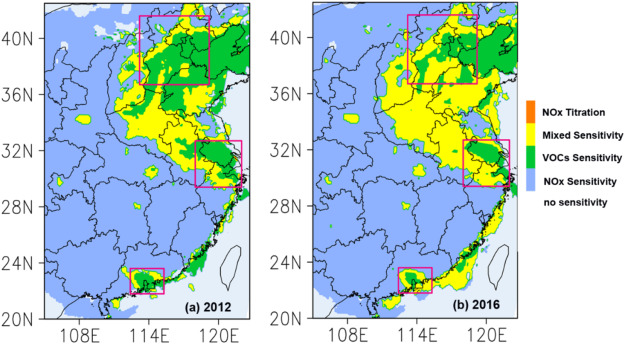 40N
36N
32N
28N
24N
20N
108E 114E 120E
(a) 2012
40N
36N
32N
28N
24N
20N
108E 114E 120E
(b) 2016
NOx Titration
Mixed Sensitivity
VOCs Sensitivity
NOx Sensitivity
no sensitivity